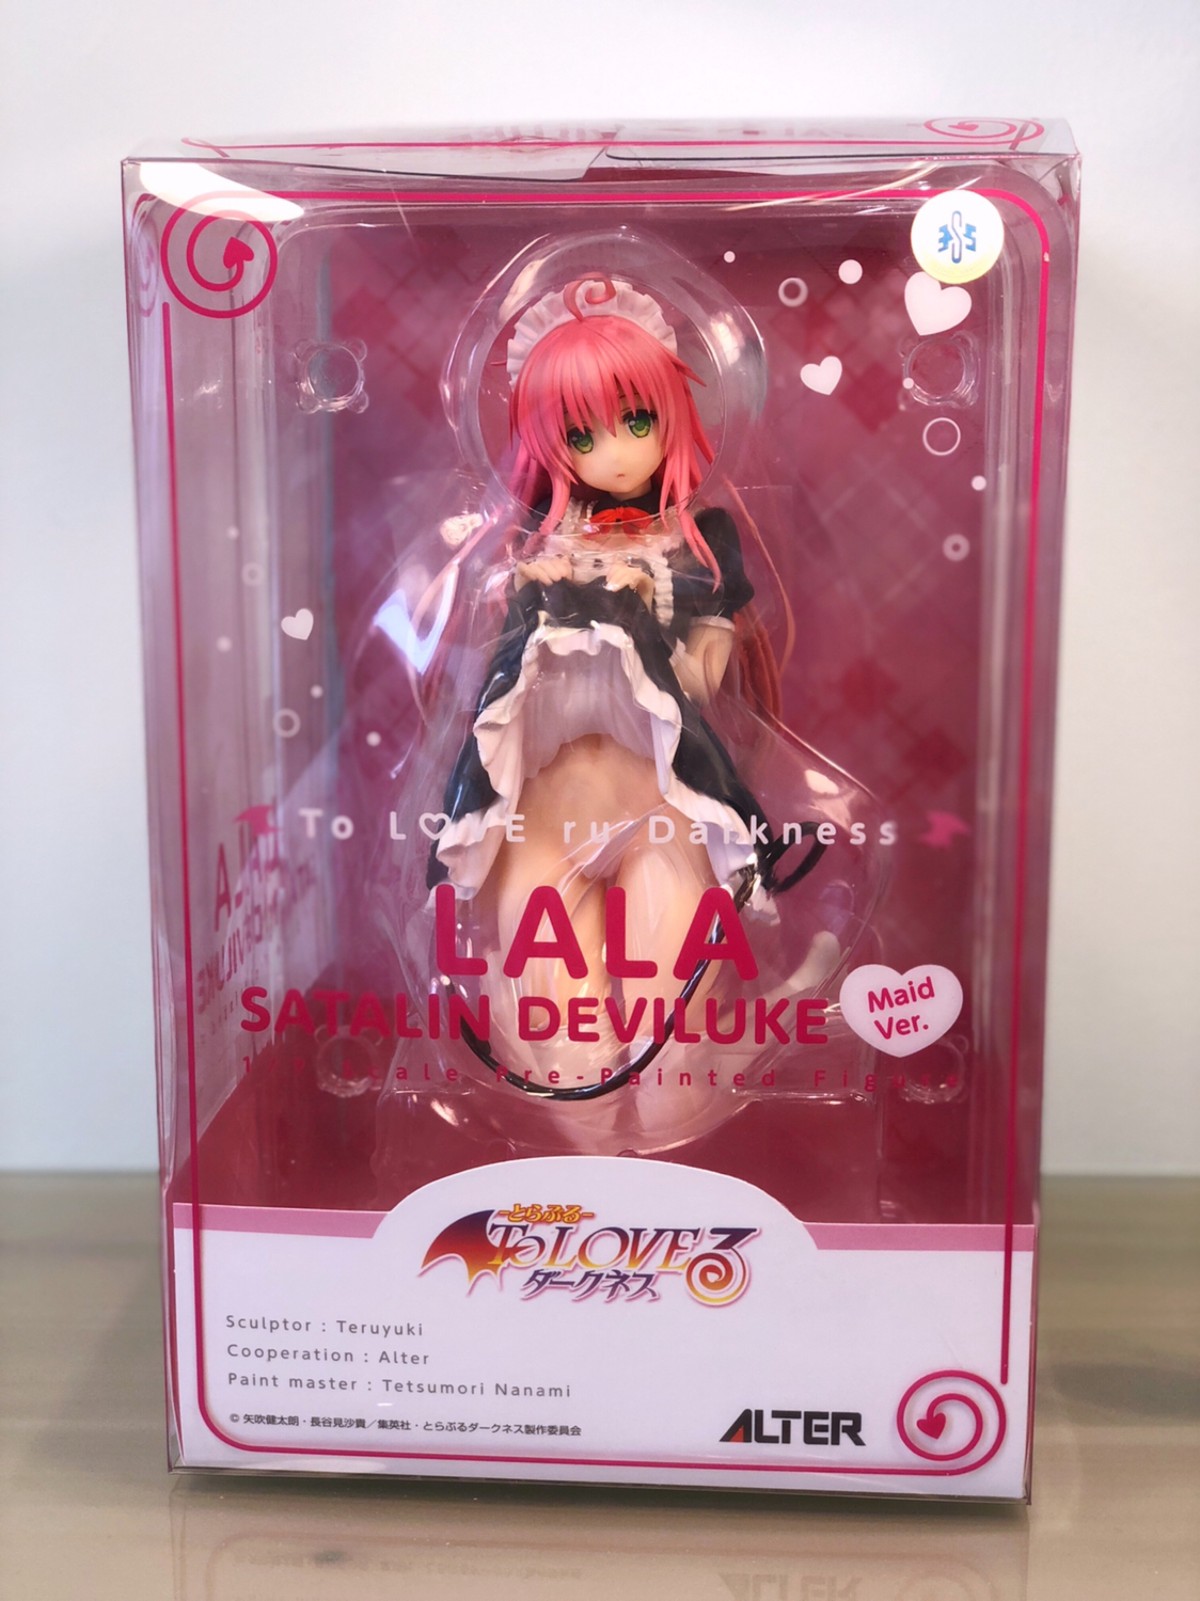 To LOVE ru Darkness
LALA
SATALIN DEVILUKE
Maid
Ver.
Scale Pre-Painted Figure
-とらぶる-
To LOVEる
ダークネス
Sculptor : Teruyuki
Cooperation : Alter
Paint master : Tetsumori Nanami
© 矢吹健太朗・長谷見沙貴／集英社・とらぶるダークネス製作委員会
ALTER